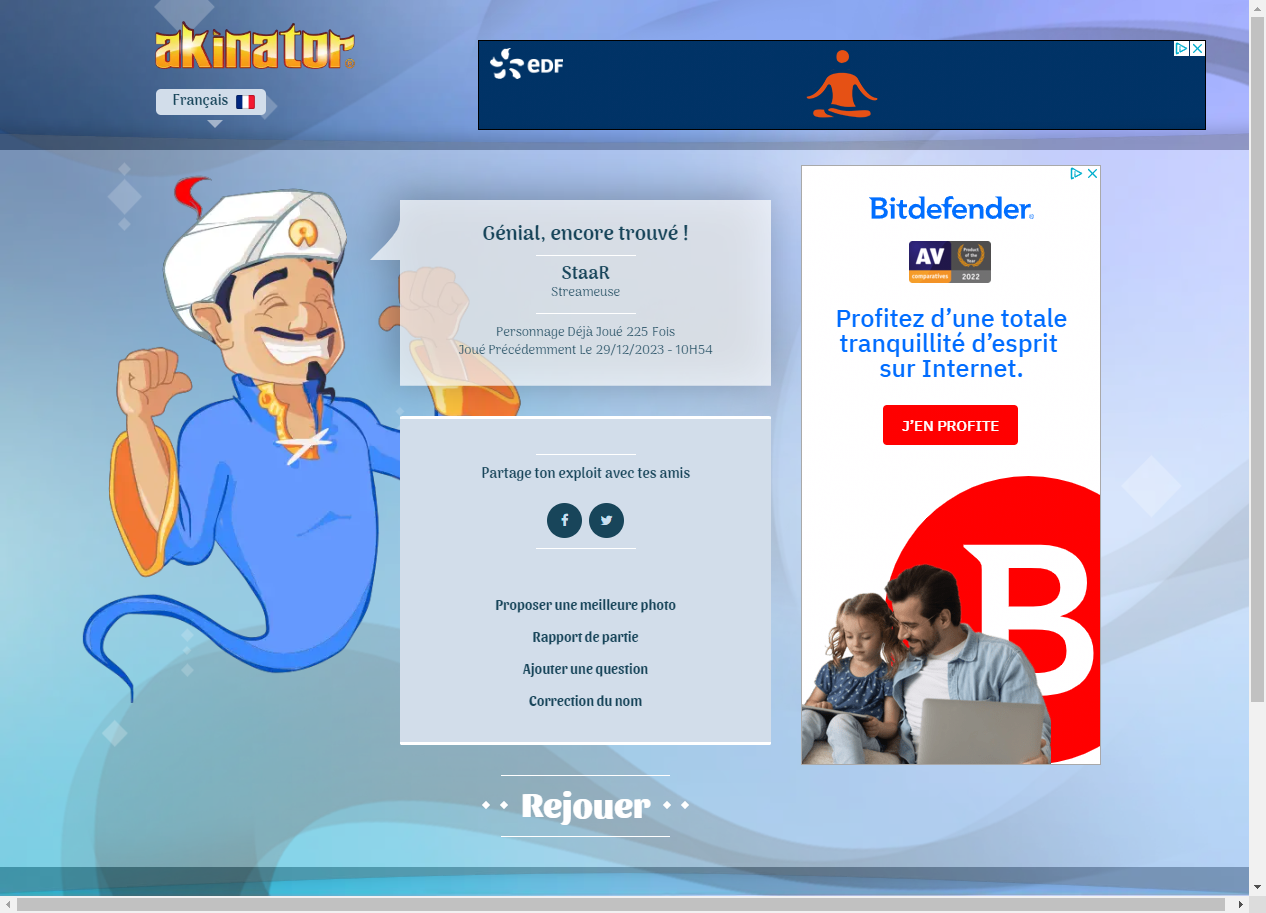 akinator
Français
edf
Génial, encore trouvé !
StaaR
Streameuse
Personnage Déjà Joué 225 Fois
Joué Précédemment Le 29/12/2023 - 10H54
Partage ton exploit avec tes amis
Proposer une meilleure photo
Rapport de partie
Ajouter une question
Correction du nom
Rejouer
Bitdefender
AV
comparatives
Product of the Year
2022
Profitez d’une totale
tranquillité d’esprit
sur Internet.
J’EN PROFITE
B